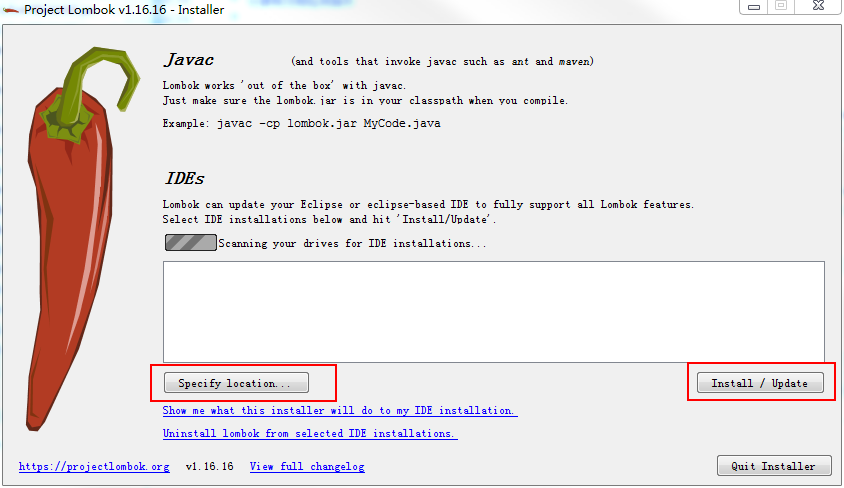 Project Lombok v1.16.16 - Installer
Javac (and tools that invoke javac such as ant and maven)
Lombok works 'out of the box' with javac.
Just make sure the lombok.jar is in your classpath when you compile.
Example: javac -cp lombok.jar MyCode.java
IDEs
Lombok can update your Eclipse or eclipse-based IDE to fully support all Lombok features.
Select IDE installations below and hit 'Install/Update'.
Scanning your drives for IDE installations...
Specify location... Install / Update
Show me what this installer will do to my IDE installation.
Uninstall lombok from selected IDE installations.
https://projectlombok.org v1.16.16 View full changelog Quit Installer